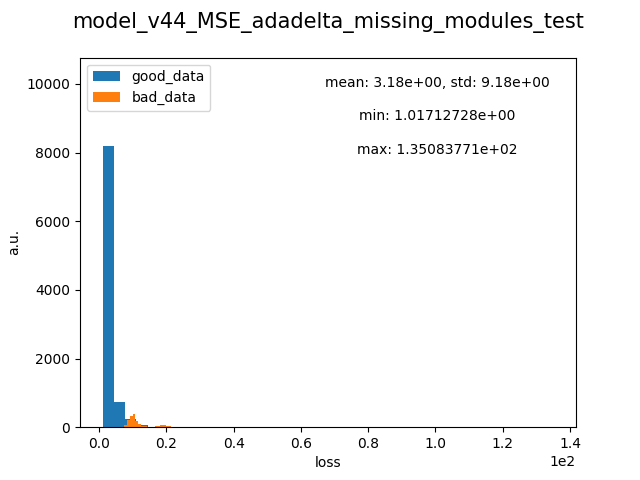 model_v44_MSE_adadelta_missing_modules_test
good_data
bad_data
mean: 3.18e+00, std: 9.18e+00
min: 1.01712728e+00
max: 1.35083771e+02
a.u.
10000
8000
6000
4000
2000
0
0.0 0.2 0.4 0.6 0.8 1.0 1.2 1.4
1e2
loss